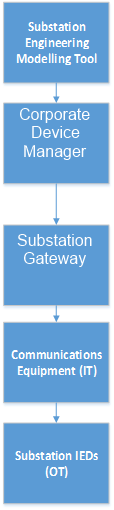 Substation
Engineering
Modelling Tool
Corporate
Device
Manager
Substation
Gateway
Communications
Equipment (IT)
Substation IEDs
(OT)